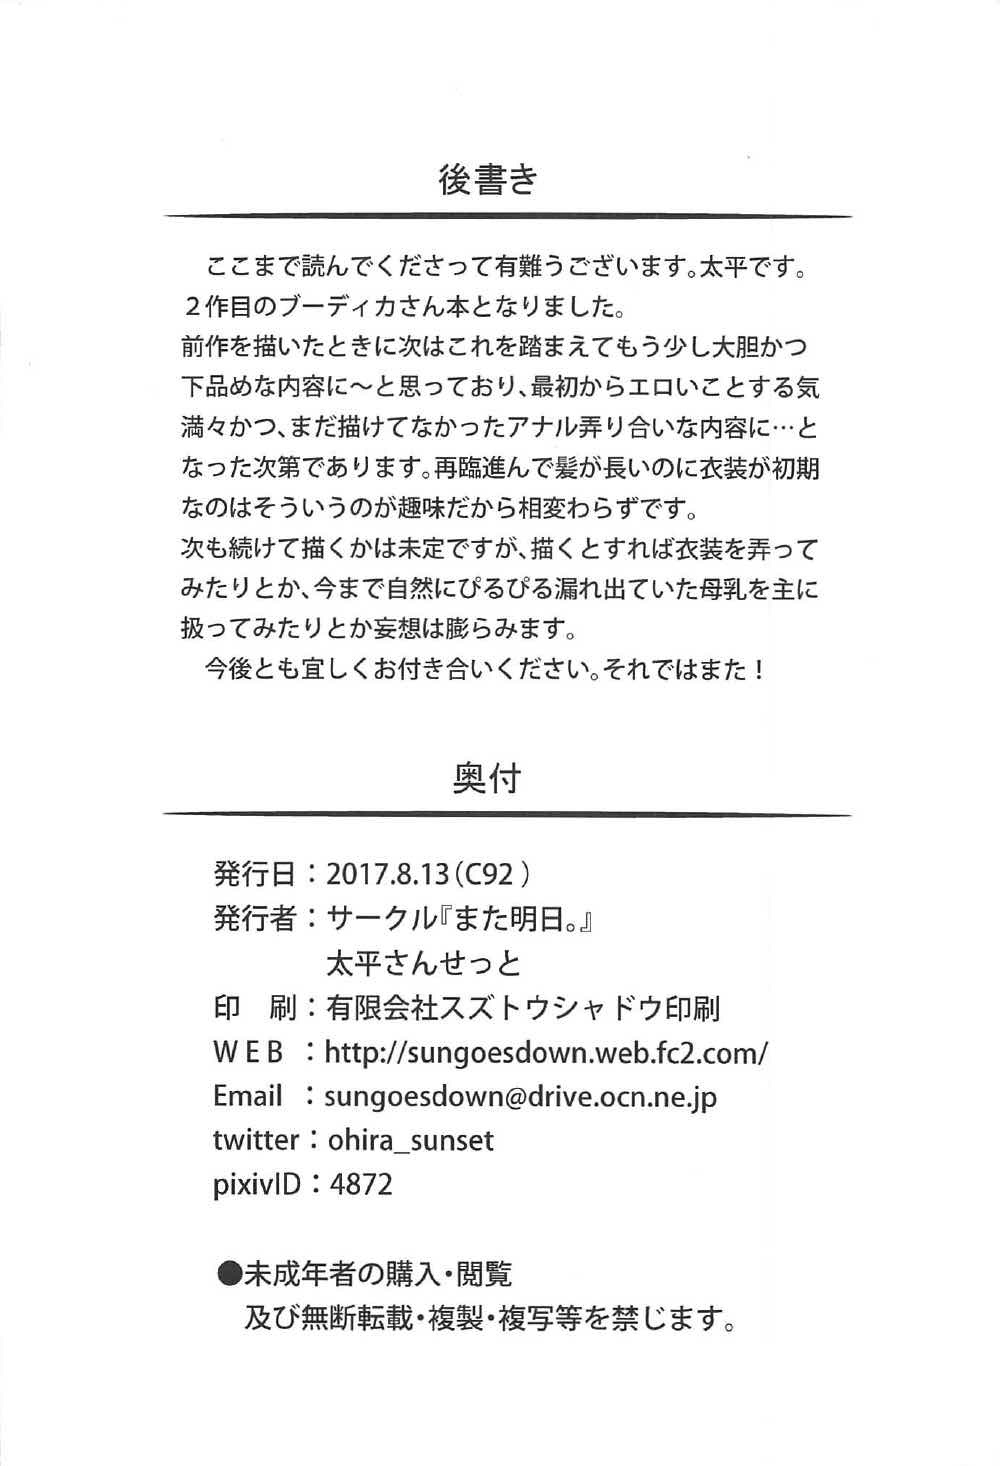 後書き
ここまで読んでくださって有難うございます。太平です。
２作目のブーディカさん本となりました。
前作を描いたときに次はこれを踏まえてもう少し大胆かつ
下品めな内容に～と思っており、最初からエロいことする気
満々かつ、まだ描けてなかったアナル弄り合いな内容に…と
なった次第であります。再臨進んで髪が長いのに衣装が初期
なのはそういうのが趣味だから相変わらずです。
次も続けて描くかは未定ですが、描くとすれば衣装を弄って
みたりとか、今まで自然にぴるぴる漏れ出ていた母乳を主に
扱ってみたりとか妄想は膨らみます。
今後とも宜しくお付き合いください。それではまた！
奥付
発行日：2017.8.13（C92）
発行者：サークル『また明日。』
太平さんせっと
印　刷：有限会社スズトウシャドウ印刷
W E B ：http://sungoesdown.web.fc2.com/
Email ：sungoesdown@drive.ocn.ne.jp
twitter：ohira_sunset
pixivID：4872
●未成年者の購入・閲覧
及び無断転載・複製・複写等を禁じます。